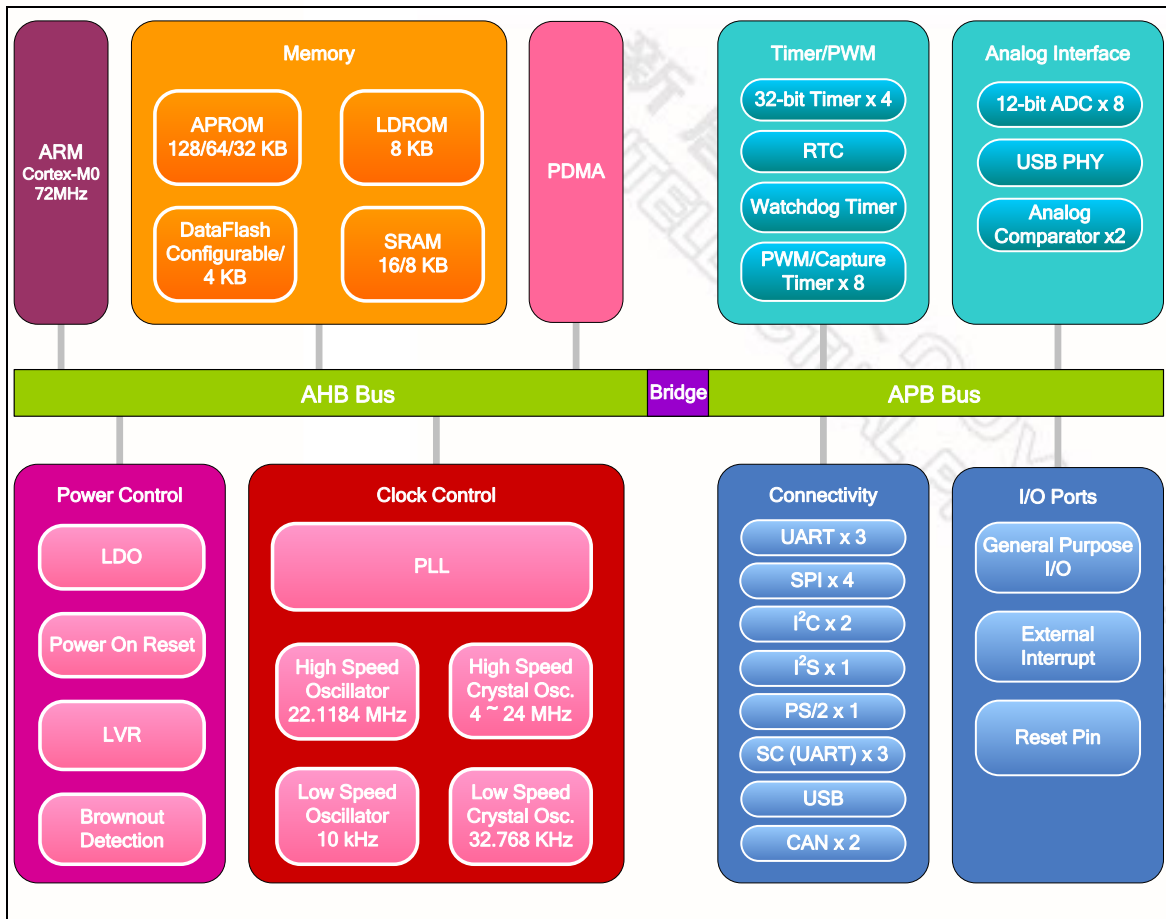 ARM
Cortex-M0
72MHz
Memory
APROM
128/64/32 KB
LDROM
8 KB
DataFlash
Configurable/
4 KB
SRAM
16/8 KB
PDMA
Timer/PWM
32-bit Timer x 4
RTC
Watchdog Timer
PWM/Capture
Timer x 8
Analog Interface
12-bit ADC x 8
USB PHY
Analog
Comparator x2
AHB Bus
Bridge
APB Bus
Power Control
LDO
Power On Reset
LVR
Brownout
Detection
Clock Control
PLL
High Speed
Oscillator
22.1184 MHz
High Speed
Crystal Osc.
4 ~ 24 MHz
Low Speed
Oscillator
10 kHz
Low Speed
Crystal Osc.
32.768 KHz
Connectivity
UART x 3
SPI x 4
I²C x 2
I²S x 1
PS/2 x 1
SC (UART) x 3
USB
CAN x 2
I/O Ports
General Purpose
I/O
External
Interrupt
Reset Pin